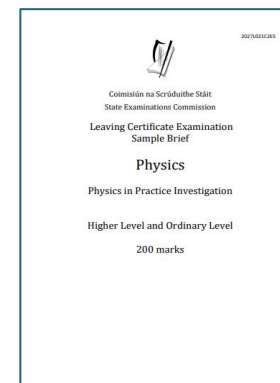 2027L021C2ES
Coimisiún na Scrúduithe Stáit
State Examinations Commission
Leaving Certificate Examination
Sample Brief
Physics
Physics in Practice Investigation
Higher Level and Ordinary Level
200 marks